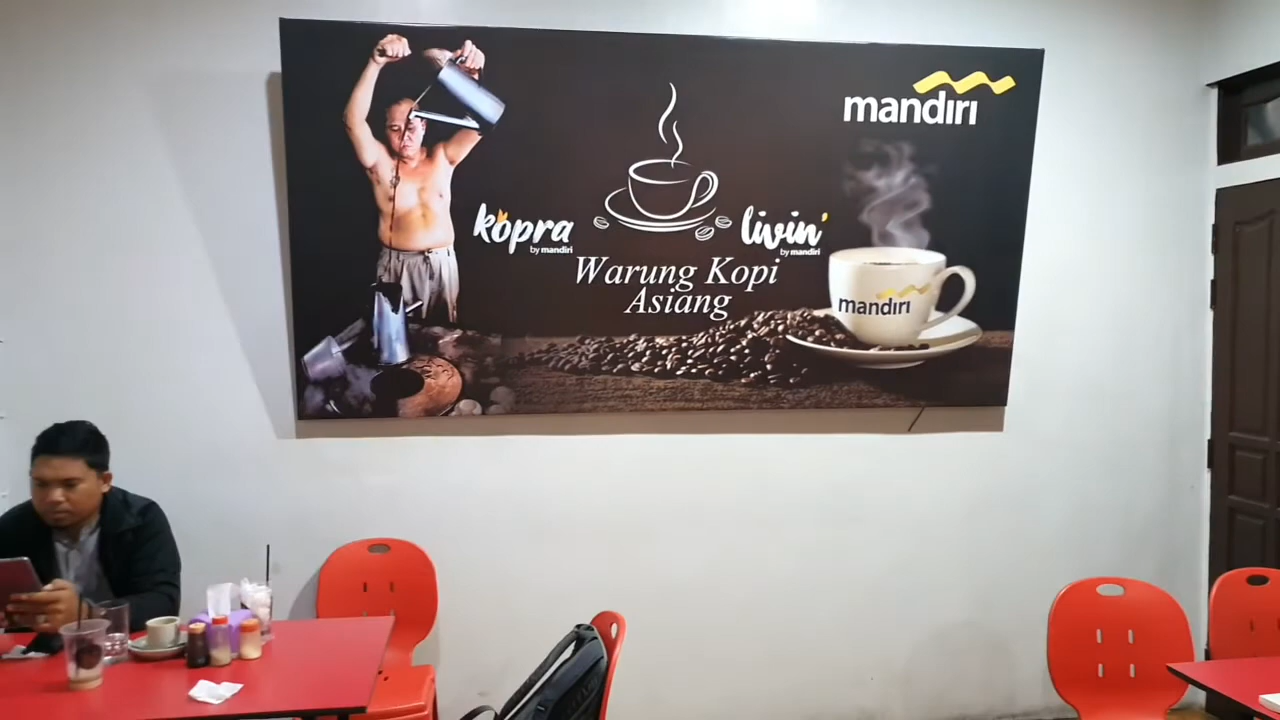 mandiri
kopra
by mandiri
livin'
by mandiri
Warung Kopi
Asiang
mandiri